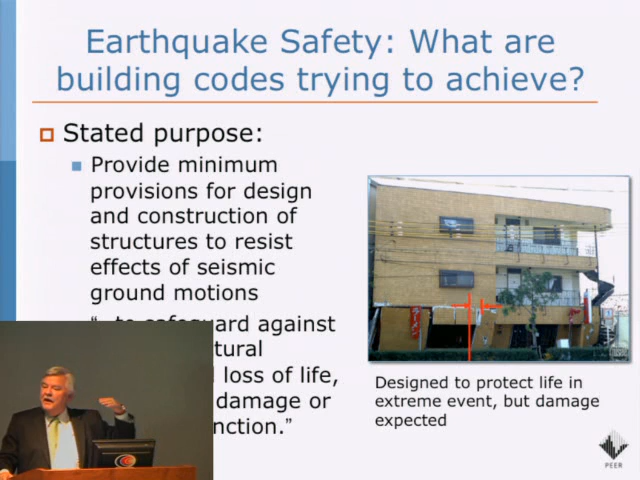 Earthquake Safety: What are
building codes trying to achieve?
Stated purpose:
Provide minimum
provisions for design
and construction of
structures to resist
effects of seismic
ground motions
to safeguard against
loss of life,
damage or
Designed to protect life in
extreme event, but damage
expected
PEER